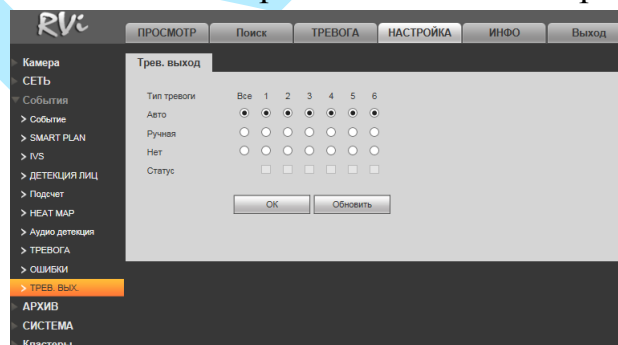 RVi
ПРОСМОТР Поиск ТРЕВОГА НАСТРОЙКА ИНФО Выход
Камера
СЕТЬ
События
> Событие
> SMART PLAN
> IVS
> ДЕТЕКЦИЯ ЛИЦ
> Подсчет
> HEAT MAP
> Аудио детекция
> ТРЕВОГА
> ОШИБКИ
> ТРЕВ. ВЫХ.
АРХИВ
СИСТЕМА
Кластеры
Трев. выход
Тип тревоги Все 1 2 3 4 5 6
Авто
Ручная
Нет
Статус
ОК Обновить